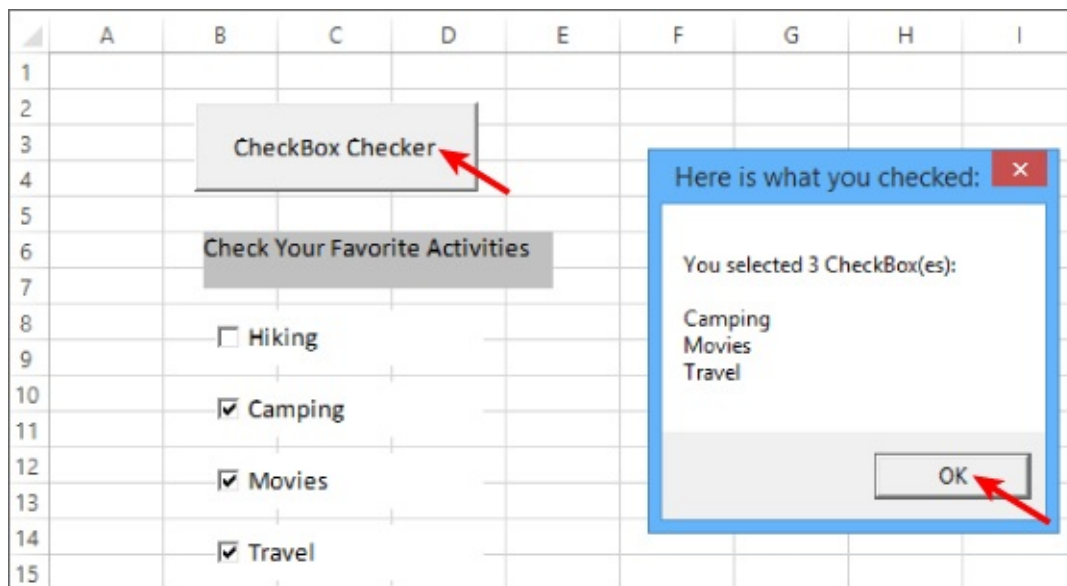 A B C D E F G H I
1
2
3 CheckBox Checker
4
5
6 Check Your Favorite Activities
7
8 Hiking
9
10 Camping
11
12 Movies
13
14 Travel
15
Here is what you checked:
You selected 3 CheckBox(es):
Camping
Movies
Travel
OK